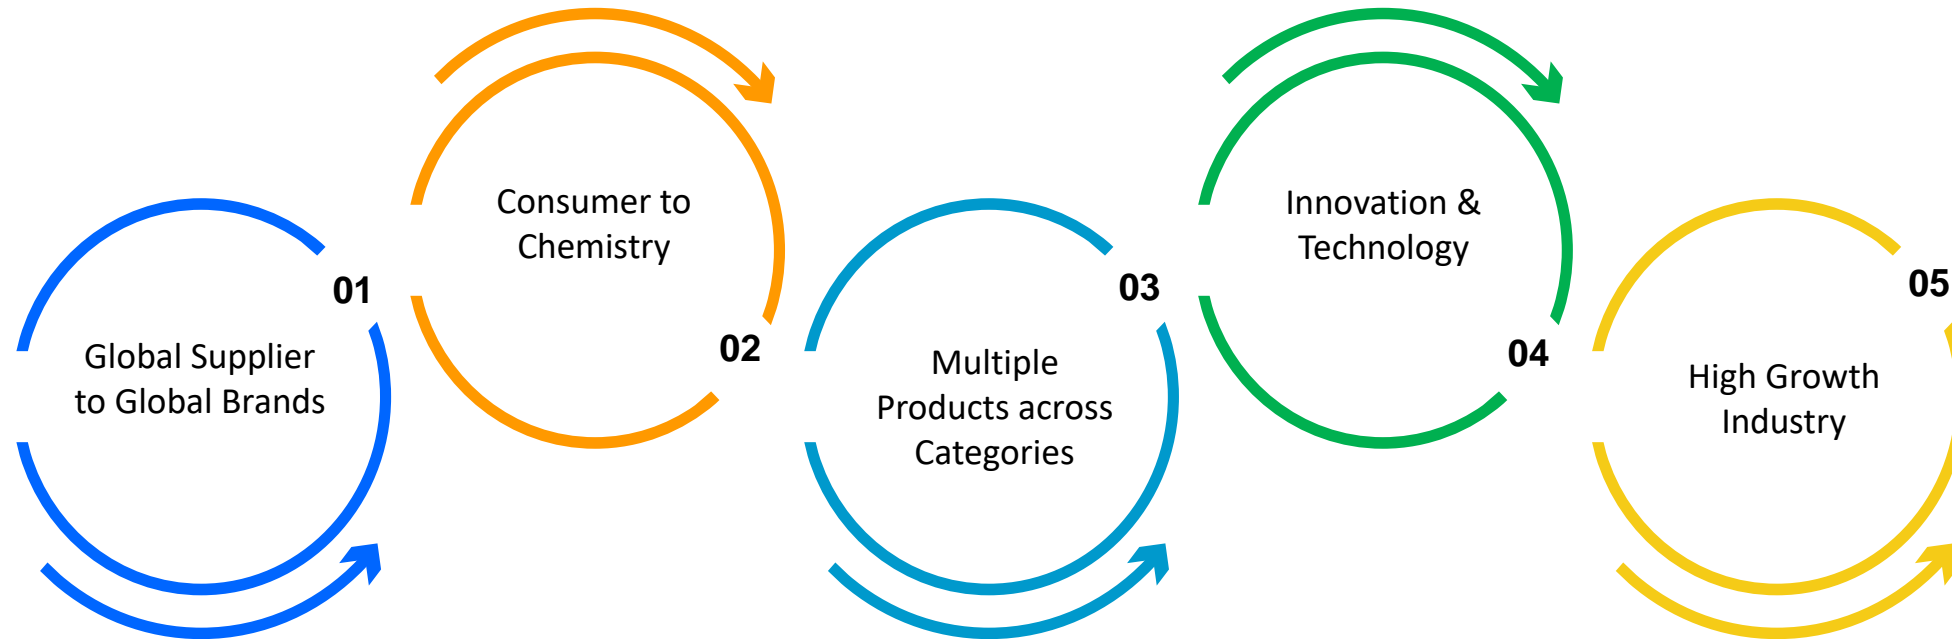 01
Global Supplier
to Global Brands
02
Consumer to
Chemistry
03
Multiple
Products across
Categories
04
Innovation &
Technology
05
High Growth
Industry